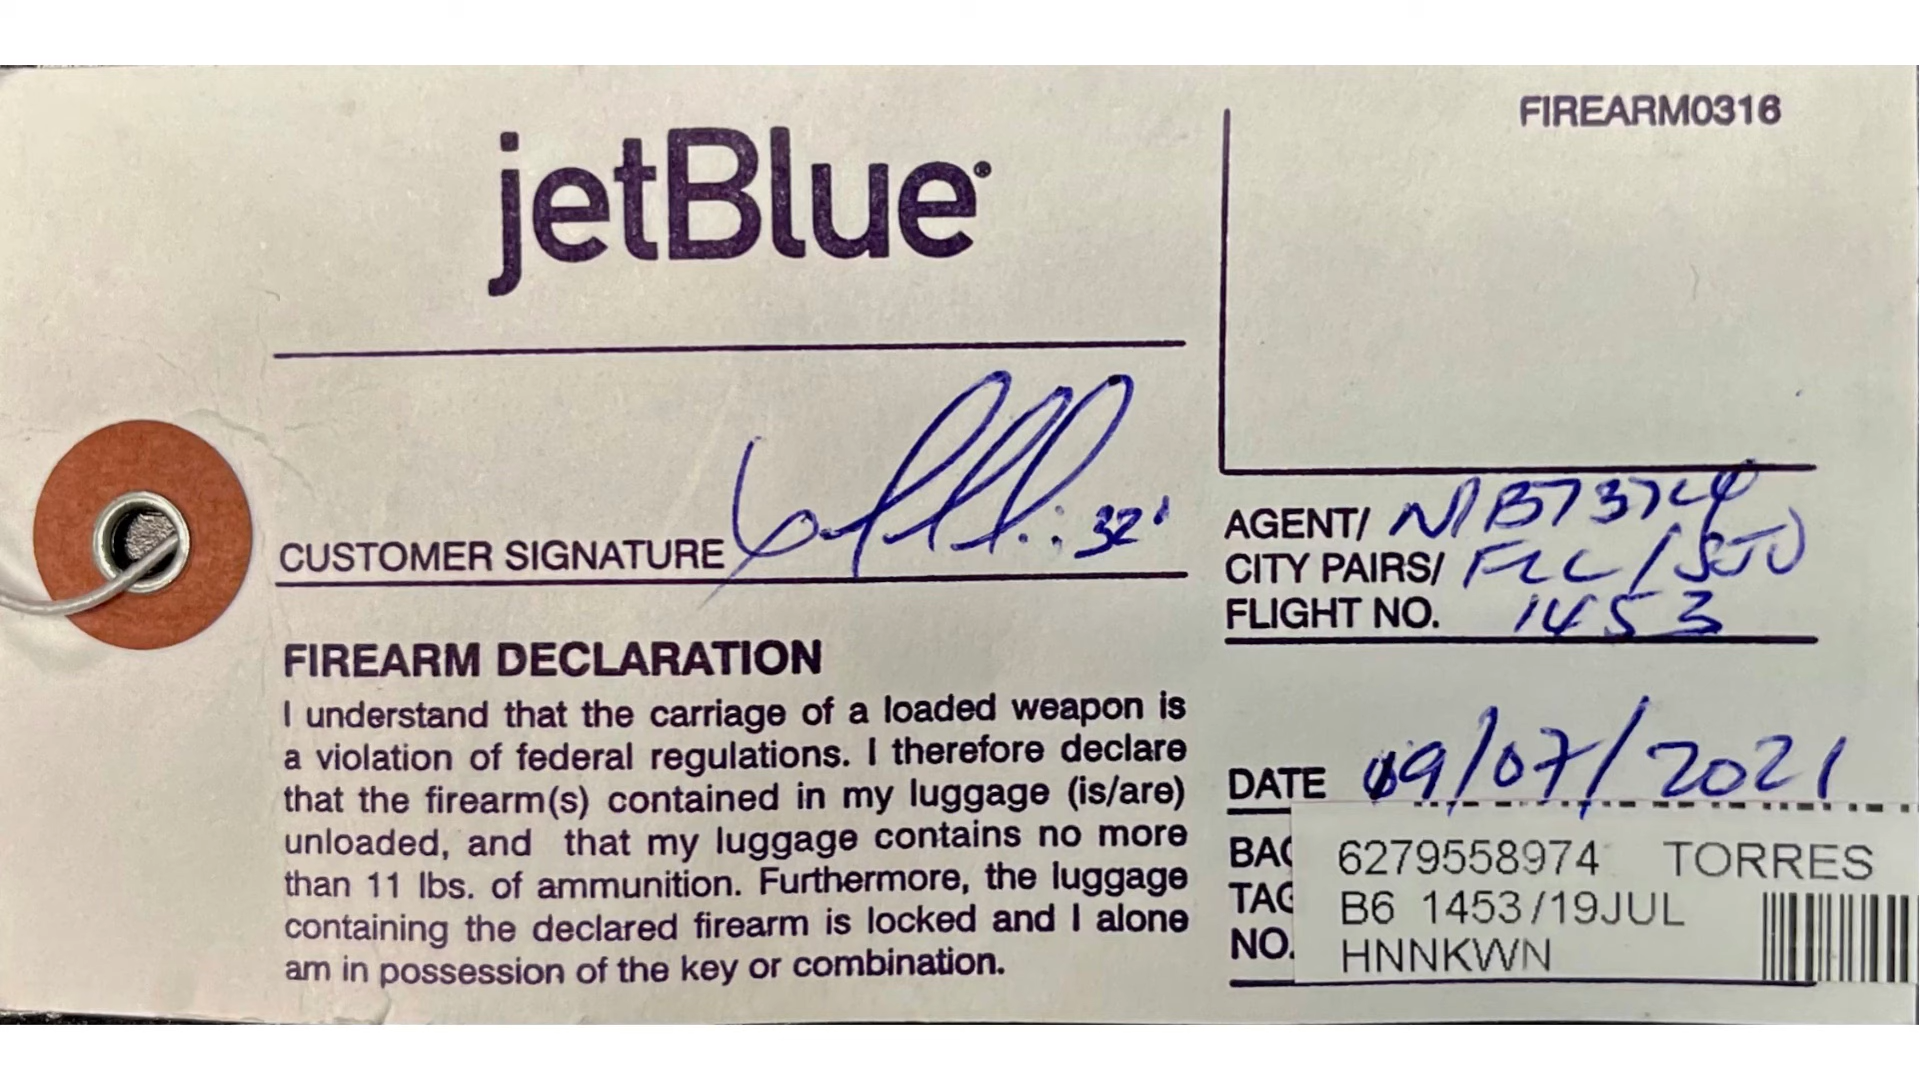 jetBlue
FIREARM0316
CUSTOMER SIGNATURE
AGENT/
CITY PAIRS/ /SJU
FLIGHT NO. 1453
FIREARM DECLARATION
I understand that the carriage of a loaded weapon is
a violation of federal regulations. I therefore declare
that the firearm(s) contained in my luggage (is/are)
unloaded, and that my luggage contains no more
than 11 lbs. of ammunition. Furthermore, the luggage
containing the declared firearm is locked and I alone
am in possession of the key or combination.
DATE 19/07/2021
BAG
TAG
NO.
6279558974 TORRES
B6 1453/19JUL
HNNKWN